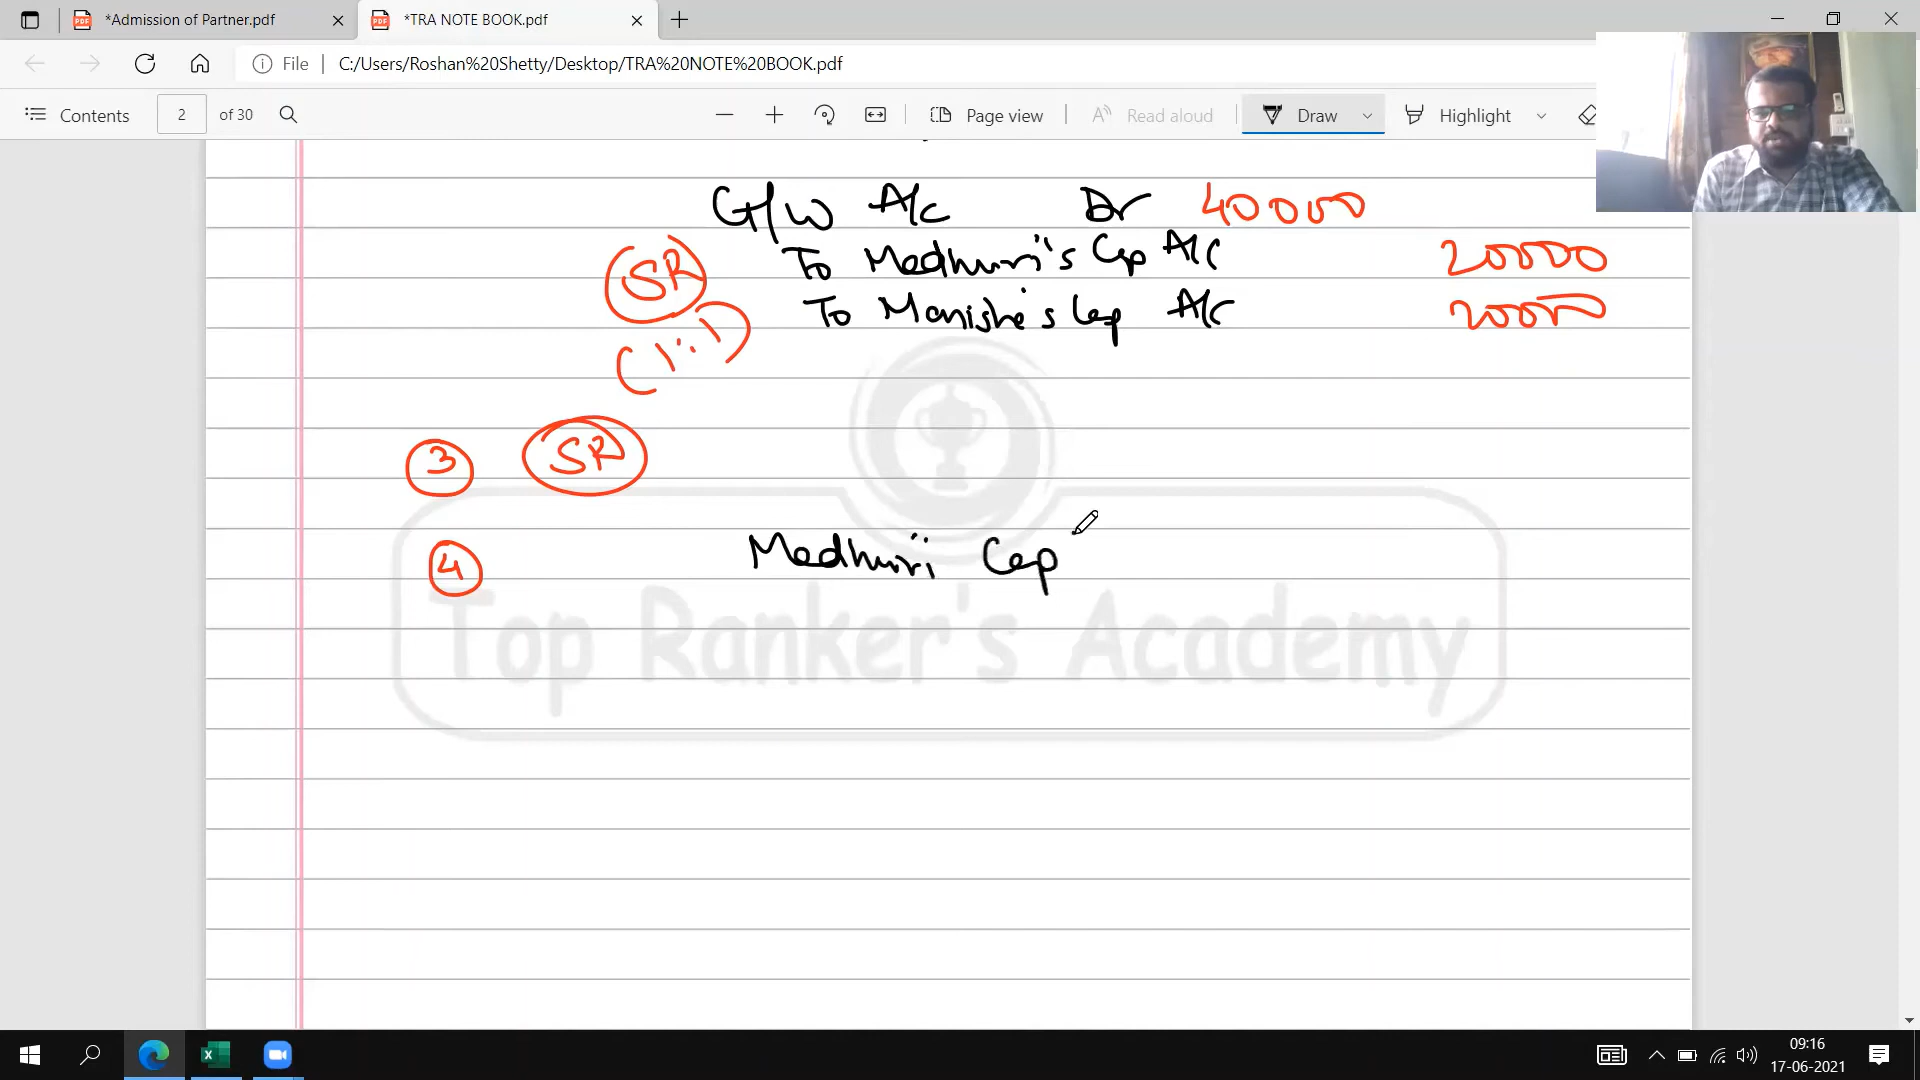 *Admission of Partner.pdf
*TRA NOTE BOOK.pdf
File | C:/Users/Roshan%20Shetty/Desktop/TRA%20NOTE%20BOOK.pdf
Contents 2 of 30 Page view Read aloud Draw Highlight
G/W A/c Dr 40000
To Madhuri's Cap A/c 20000
To Manisha's Cap A/c 20000
SR
(1:1)
3 SR
4 Madhuri Cap
Top Ranker's Academy
09:16
17-06-2021